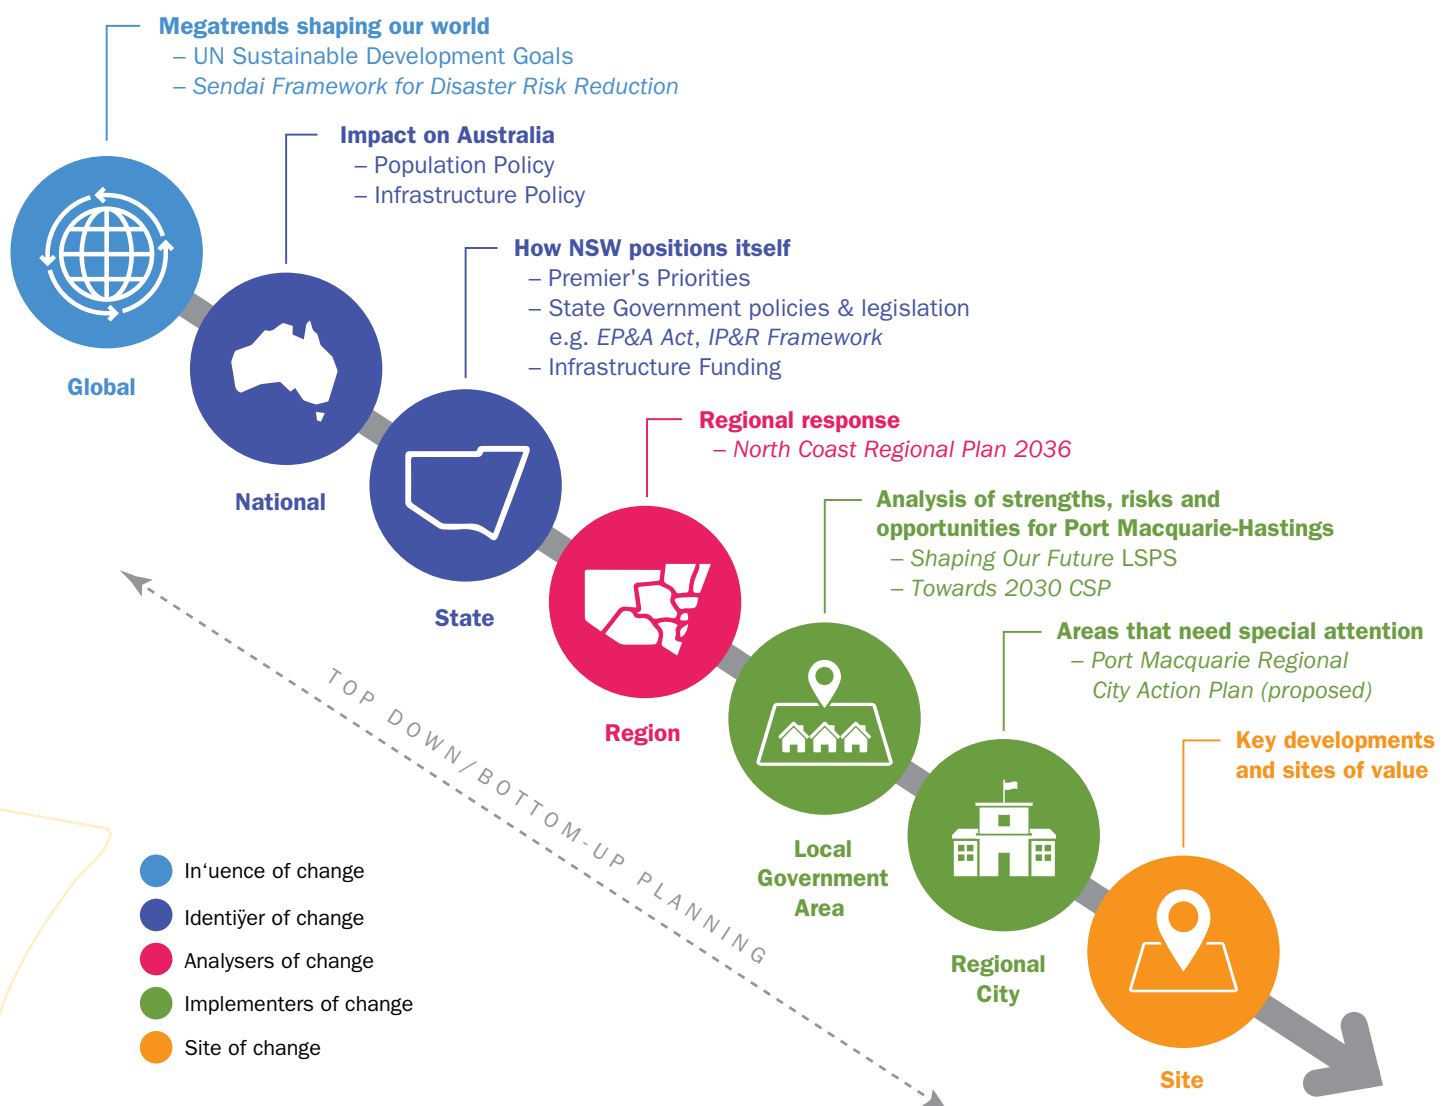 Megatrends shaping our world
– UN Sustainable Development Goals
– Sendai Framework for Disaster Risk Reduction
Global
Impact on Australia
– Population Policy
– Infrastructure Policy
National
How NSW positions itself
– Premier's Priorities
– State Government policies & legislation
e.g. EP&A Act, IP&R Framework
– Infrastructure Funding
State
Regional response
– North Coast Regional Plan 2036
Region
Analysis of strengths, risks and
opportunities for Port Macquarie-Hastings
– Shaping Our Future LSPS
– Towards 2030 CSP
Local
Government
Area
Areas that need special attention
– Port Macquarie Regional
City Action Plan (proposed)
Regional
City
Key developments
and sites of value
Site
TOP DOWN/BOTTOM-UP PLANNING
In‘uence of change
Identiÿer of change
Analysers of change
Implementers of change
Site of change